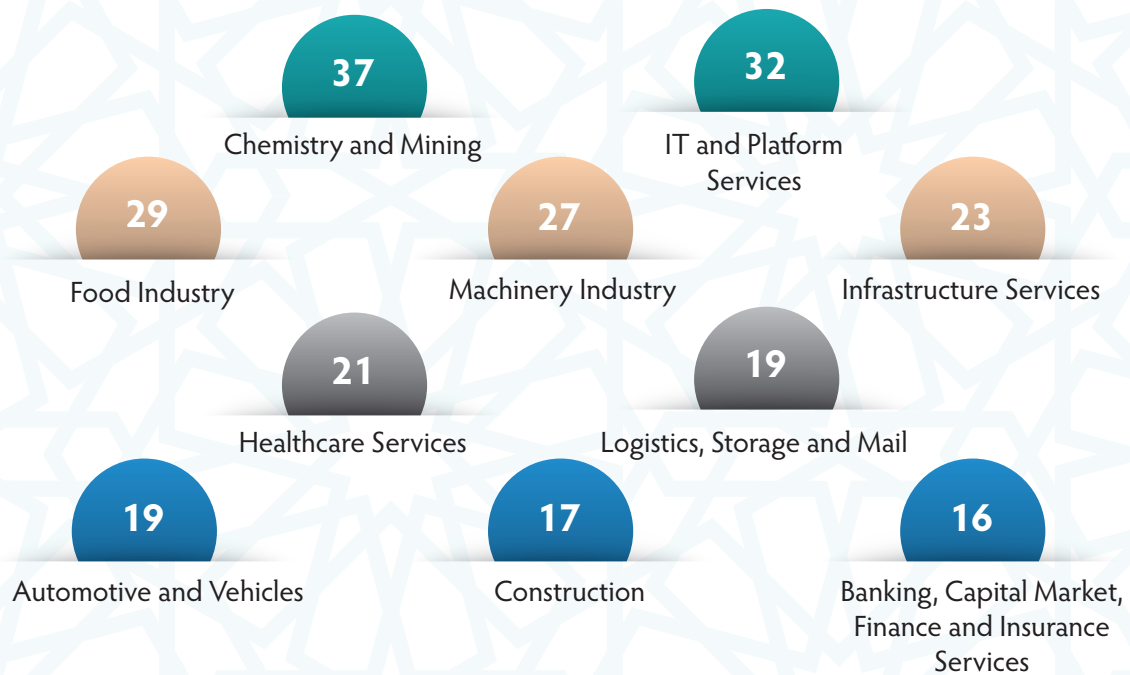 37
Chemistry and Mining
32
IT and Platform
Services
29
Food Industry
27
Machinery Industry
23
Infrastructure Services
21
Healthcare Services
19
Logistics, Storage and Mail
19
Automotive and Vehicles
17
Construction
16
Banking, Capital Market,
Finance and Insurance
Services